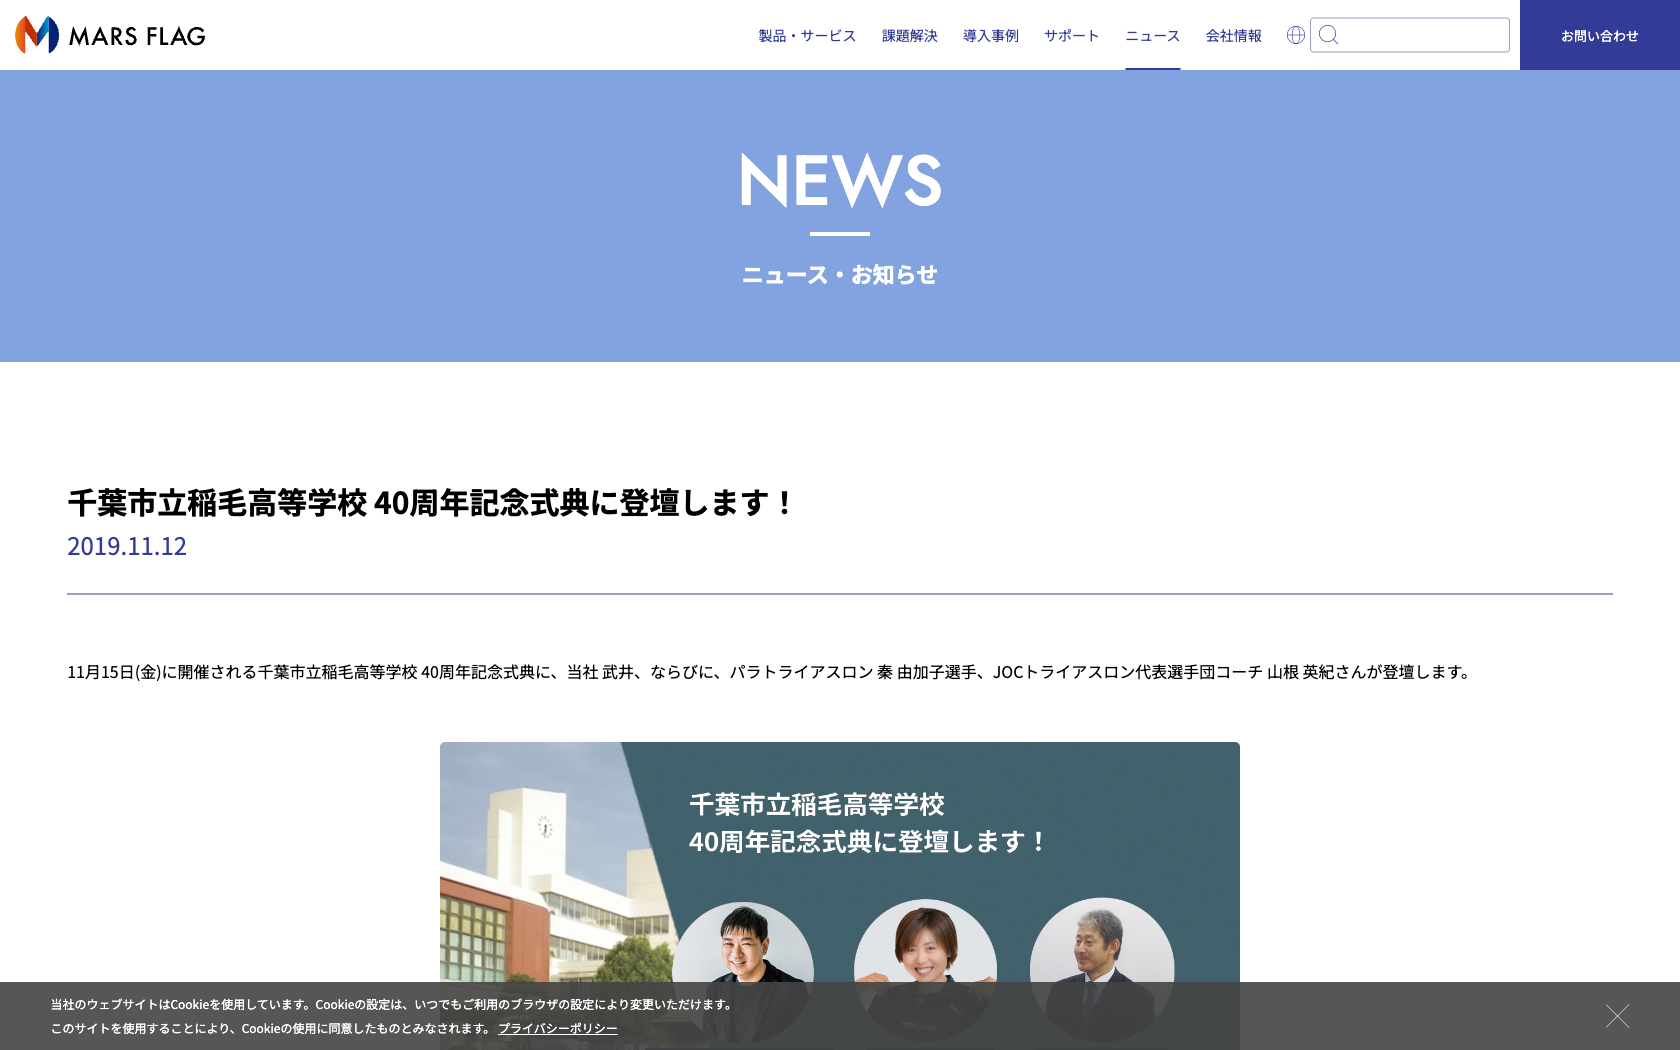 MARS FLAG
製品・サービス
課題解決
導入事例
サポート
ニュース
会社情報
お問い合わせ
NEWS
ニュース・お知らせ
千葉市立稲毛高等学校 40周年記念式典に登壇します！
2019.11.12
11月15日(金)に開催される千葉市立稲毛高等学校 40周年記念式典に、当社 武井、ならびに、パラトライアスロン 秦 由加子選手、JOCトライアスロン代表選手団コーチ 山根 英紀さんが登壇します。
千葉市立稲毛高等学校
40周年記念式典に登壇します！
当社のウェブサイトはCookieを使用しています。Cookieの設定は、いつでもご利用のブラウザの設定により変更いただけます。
このサイトを使用することにより、Cookieの使用に同意したものとみなされます。 プライバシーポリシー